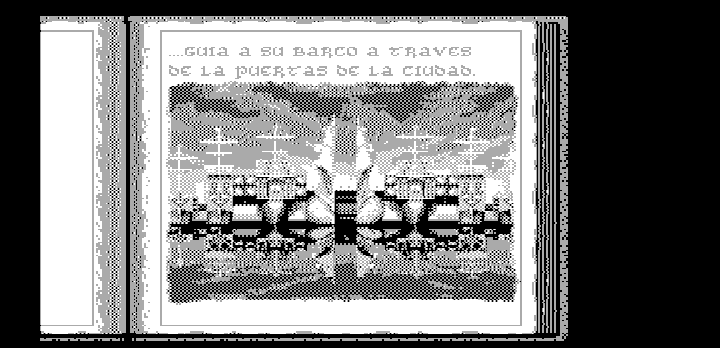 ....GUIA A SU BARCO A TRAVES
DE LA PUERTAS DE LA CIUDAD.